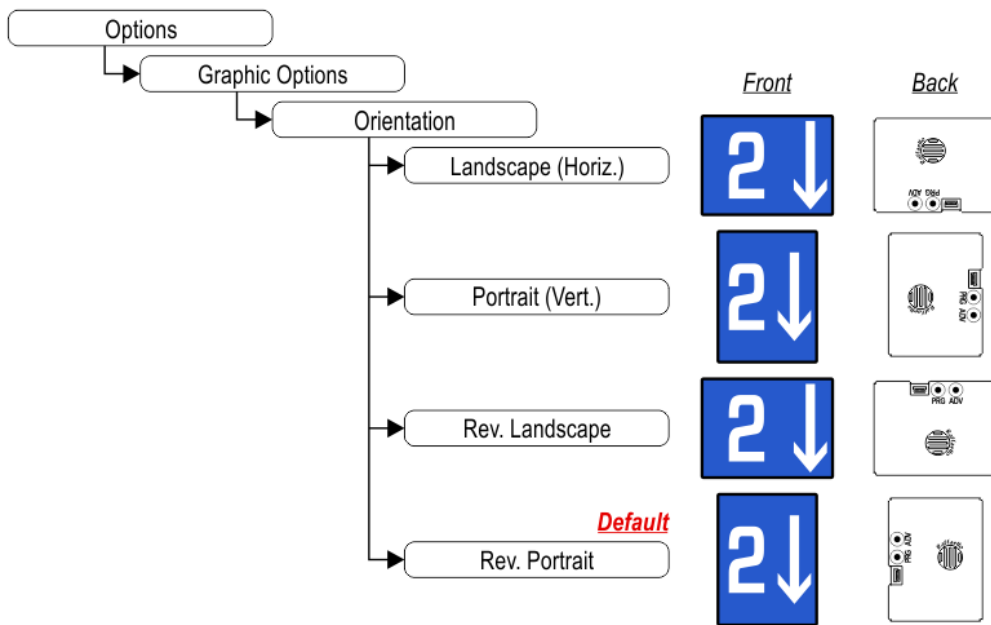 Options
Graphic Options
Front
Back
Orientation
Landscape (Horiz.)
2
ADV PRG
Portrait (Vert.)
2
PRG ADV
Rev. Landscape
2
PRG ADV
Default
Rev. Portrait
2
PRG ADV